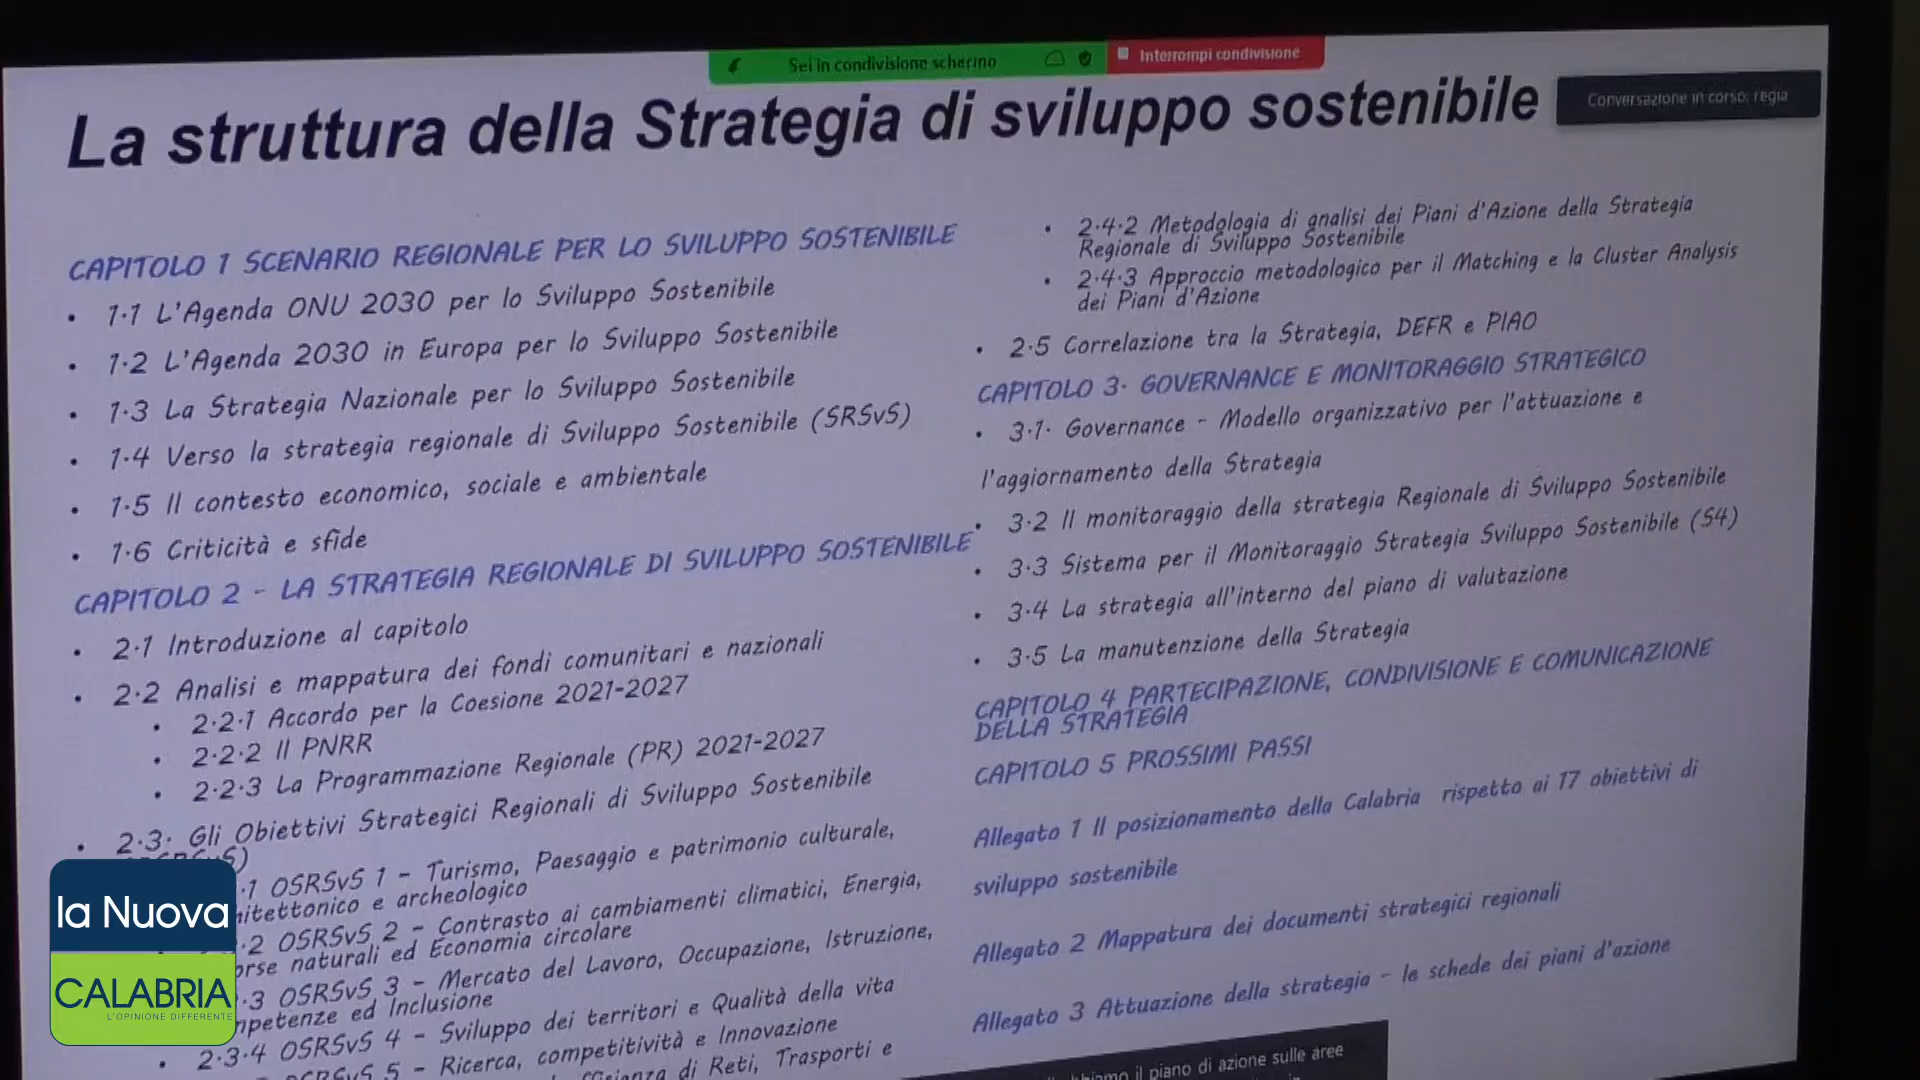 Sei in condivisione schermo
Interrompi condivisione
La struttura della Strategia di sviluppo sostenibile
Conversazione in corso: regia
CAPITOLO 1 SCENARIO REGIONALE PER LO SVILUPPO SOSTENIBILE
• 1.1 L'Agenda ONU 2030 per lo Sviluppo Sostenibile
• 1.2 L'Agenda 2030 in Europa per lo Sviluppo Sostenibile
• 1.3 La Strategia Nazionale per lo Sviluppo Sostenibile
• 1.4 Verso la strategia regionale di Sviluppo Sostenibile (SRSvS)
• 1.5 Il contesto economico, sociale e ambientale
• 1.6 Criticità e sfide
CAPITOLO 2 - LA STRATEGIA REGIONALE DI SVILUPPO SOSTENIBILE
• 2.1 Introduzione al capitolo
• 2.2 Analisi e mappatura dei fondi comunitari e nazionali
• 2.2.1 Accordo per la Coesione 2021-2027
• 2.2.2 Il PNRR
• 2.2.3 La Programmazione Regionale (PR) 2021-2027
• 2.3. Gli Obiettivi Strategici Regionali di Sviluppo Sostenibile
.1 OSRSvS 1 - Turismo, Paesaggio e patrimonio culturale,
hitettonico e archeologico
.2 OSRSvS 2 - Contrasto ai cambiamenti climatici, Energia,
orse naturali ed Economia circolare
.3 OSRSvS 3 - Mercato del Lavoro, Occupazione, Istruzione,
mpetenze ed Inclusione
• 2.3.4 OSRSvS 4 - Sviluppo dei territori e Qualità della vita
5 - Ricerca, competitività e Innovazione
di Reti, Trasporti e
• 2.4.2 Metodologia di analisi dei Piani d'Azione della Strategia
Regionale di Sviluppo Sostenibile
• 2.4.3 Approccio metodologico per il Matching e la Cluster Analysis
dei Piani d'Azione
• 2.5 Correlazione tra la Strategia, DEFR e PIAO
CAPITOLO 3. GOVERNANCE E MONITORAGGIO STRATEGICO
• 3.1. Governance - Modello organizzativo per l'attuazione e
l'aggiornamento della Strategia
• 3.2 Il monitoraggio della strategia Regionale di Sviluppo Sostenibile
• 3.3 Sistema per il Monitoraggio Strategia Sviluppo Sostenibile (S4)
• 3.4 La strategia all'interno del piano di valutazione
• 3.5 La manutenzione della Strategia
CAPITOLO 4 PARTECIPAZIONE, CONDIVISIONE E COMUNICAZIONE
DELLA STRATEGIA
CAPITOLO 5 PROSSIMI PASSI
Allegato 1 Il posizionamento della Calabria rispetto ai 17 obiettivi di
sviluppo sostenibile
Allegato 2 Mappatura dei documenti strategici regionali
Allegato 3 Attuazione della strategia - le schede dei piani d'azione
il piano di azione sulle aree
la Nuova
CALABRIA
L'OPINIONE DIFFERENTE